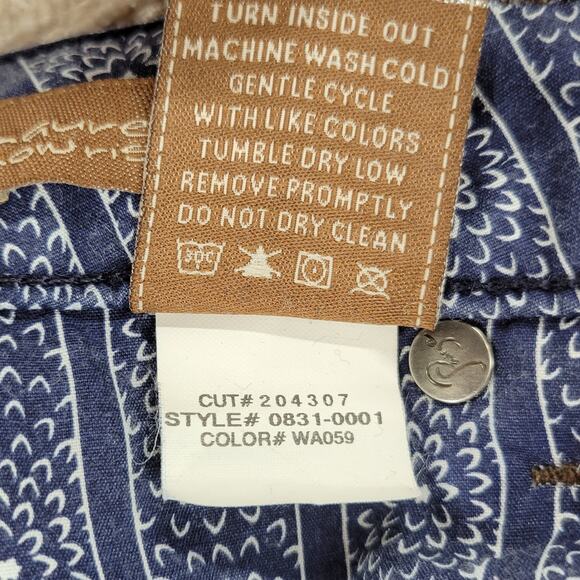 TURN INSIDE OUT
MACHINE WASH COLD
GENTLE CYCLE
WITH LIKE COLORS
TUMBLE DRY LOW
REMOVE PROMPTLY
DO NOT DRY CLEAN
30C
CUT# 204307
STYLE# 0831-0001
COLOR# WA059